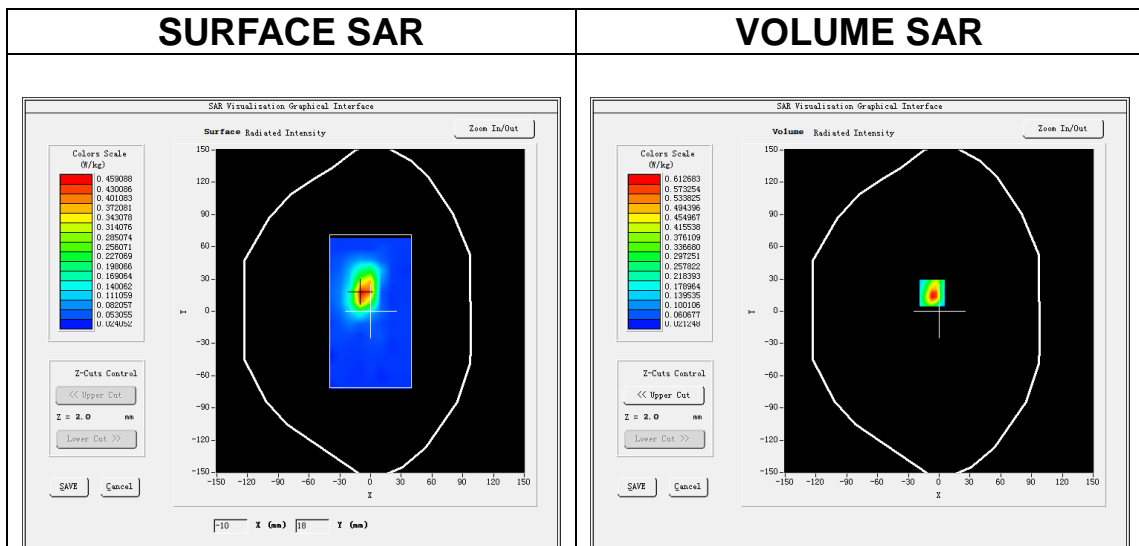 SURFACE SAR
VOLUME SAR
SAR Visualisation Graphical Interface
Surface Radiated Intensity
Zoom In/Out
Colors Scale
(W/kg)
0.459088
0.430086
0.401083
0.372081
0.343078
0.314076
0.285074
0.256071
0.227069
0.198066
0.169064
0.140062
0.111059
0.082057
0.053055
0.024052
150
120
90
60
30
0
-30
-60
-90
-120
-150
Y
-150 -120 -90 -60 -30 0 30 60 90 120 150
X
Z-Cuts Control
<< Upper Cut
Z = 2.0 mm
Lower Cut >>
SAVE Cancel
-10 X (mm) 18 Y (mm)
SAR Visualisation Graphical Interface
Volume Radiated Intensity
Zoom In/Out
Colors Scale
(W/kg)
0.612683
0.573254
0.533825
0.494396
0.454967
0.415538
0.376109
0.336680
0.297251
0.257822
0.218393
0.178964
0.139535
0.100106
0.060677
0.021248
150
120
90
60
30
0
-30
-60
-90
-120
-150
Y
-150 -120 -90 -60 -30 0 30 60 90 120 150
X
Z-Cuts Control
<< Upper Cut
Z = 2.0 mm
Lower Cut >>
SAVE Cancel